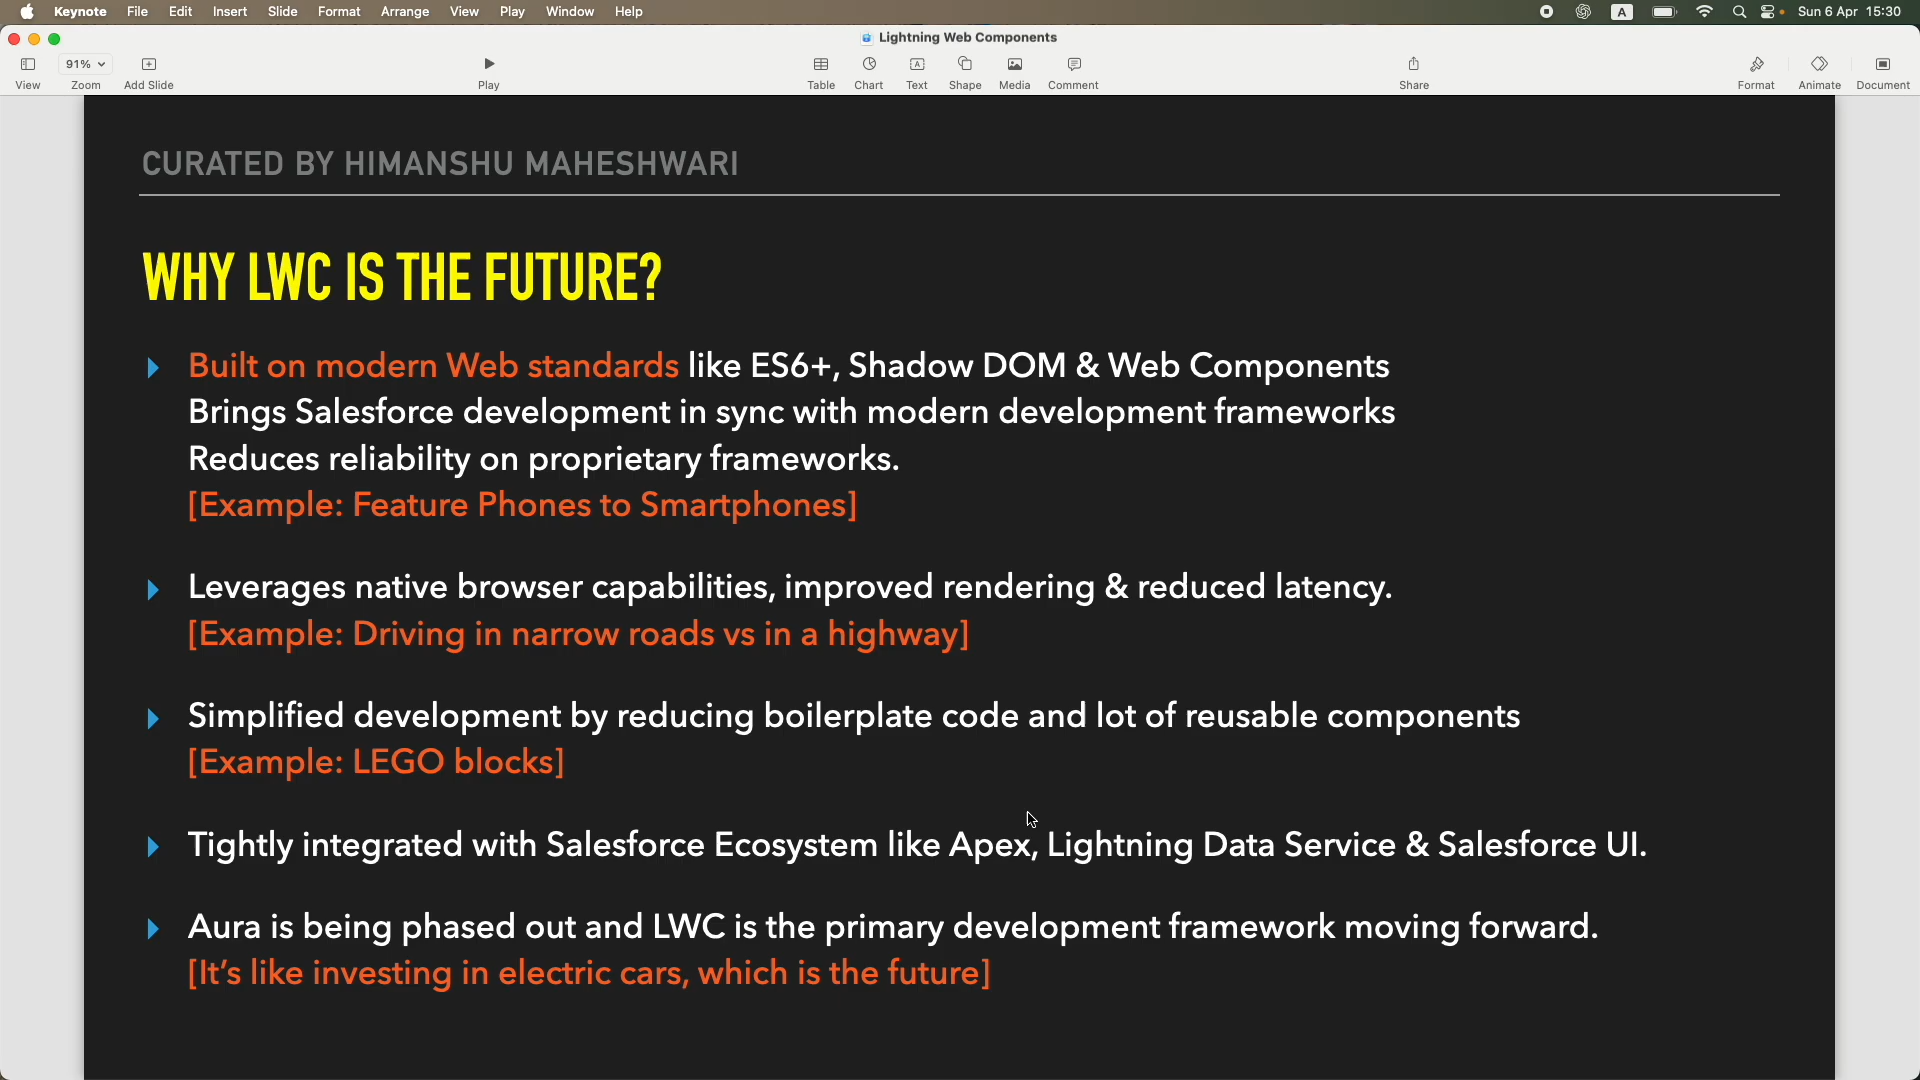 Keynote File Edit Insert Slide Format Arrange View Play Window Help A Sun 6 Apr 15:30
Lightning Web Components
91%
View Zoom Add Slide Play Table Chart Text Shape Media Comment Share Format Animate Document
CURATED BY HIMANSHU MAHESHWARI
WHY LWC IS THE FUTURE?
Built on modern Web standards like ES6+, Shadow DOM & Web Components
Brings Salesforce development in sync with modern development frameworks
Reduces reliability on proprietary frameworks.
[Example: Feature Phones to Smartphones]
Leverages native browser capabilities, improved rendering & reduced latency.
[Example: Driving in narrow roads vs in a highway]
Simplified development by reducing boilerplate code and lot of reusable components
[Example: LEGO blocks]
Tightly integrated with Salesforce Ecosystem like Apex, Lightning Data Service & Salesforce UI.
Aura is being phased out and LWC is the primary development framework moving forward.
[It’s like investing in electric cars, which is the future]